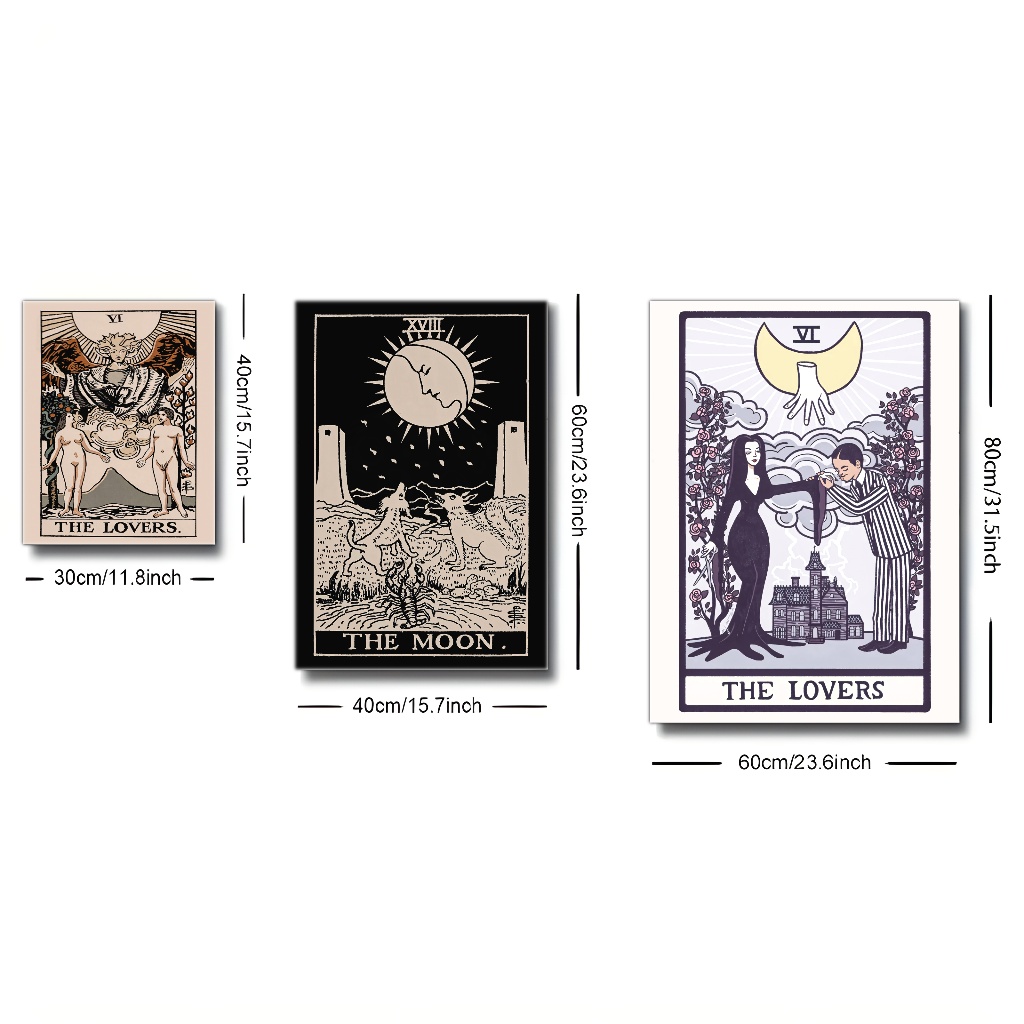 VI
THE LOVERS.
40cm/15.7inch
30cm/11.8inch
XVIII
THE MOON.
60cm/23.6inch
40cm/15.7inch
VI
THE LOVERS
80cm/31.5inch
60cm/23.6inch